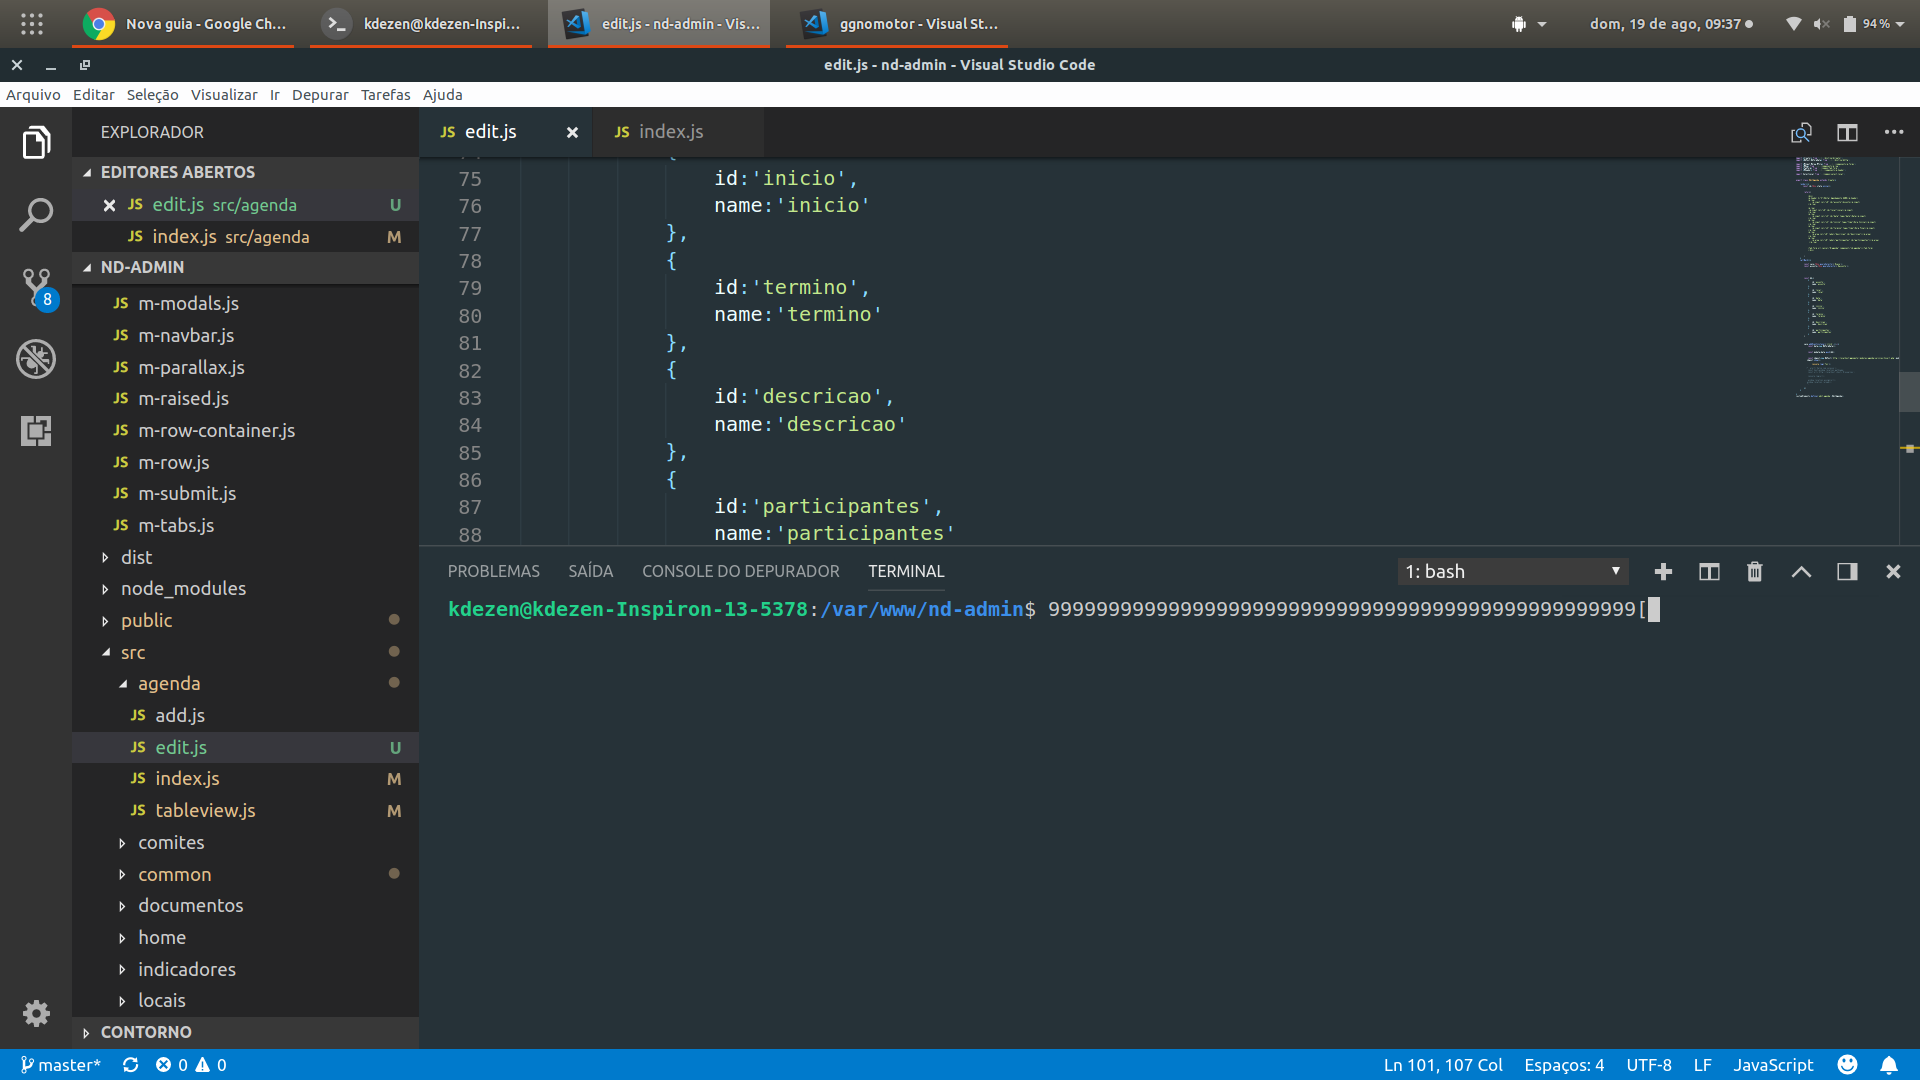 Nova guia - Google Ch...
kdezen@kdezen-Inspi...
edit.js - nd-admin - Vis...
ggnomotor - Visual St...
dom, 19 de ago, 09:37
94%
edit.js - nd-admin - Visual Studio Code
Arquivo Editar Seleção Visualizar Ir Depurar Tarefas Ajuda
EXPLORADOR
EDITORES ABERTOS
JS edit.js src/agenda U
JS index.js src/agenda M
ND-ADMIN
JS m-modals.js
JS m-navbar.js
JS m-parallax.js
JS m-raised.js
JS m-row-container.js
JS m-row.js
JS m-submit.js
JS m-tabs.js
dist
node_modules
public
src
agenda
JS add.js
JS edit.js U
JS index.js M
JS tableview.js M
comites
common
documentos
home
indicadores
locais
CONTORNO
8
JS edit.js
JS index.js
75 id:'inicio',
76 name:'inicio'
77 },
78 {
79 id:'termino',
80 name:'termino'
81 },
82 {
83 id:'descricao',
84 name:'descricao'
85 },
86 {
87 id:'participantes',
88 name:'participantes'
PROBLEMAS SAÍDA CONSOLE DO DEPURADOR TERMINAL
1: bash
kdezen@kdezen-Inspiron-13-5378:/var/www/nd-admin$ 9999999999999999999999999999999999999999999999999[
master* 0 0
Ln 101, 107 Col Espaços: 4 UTF-8 LF JavaScript